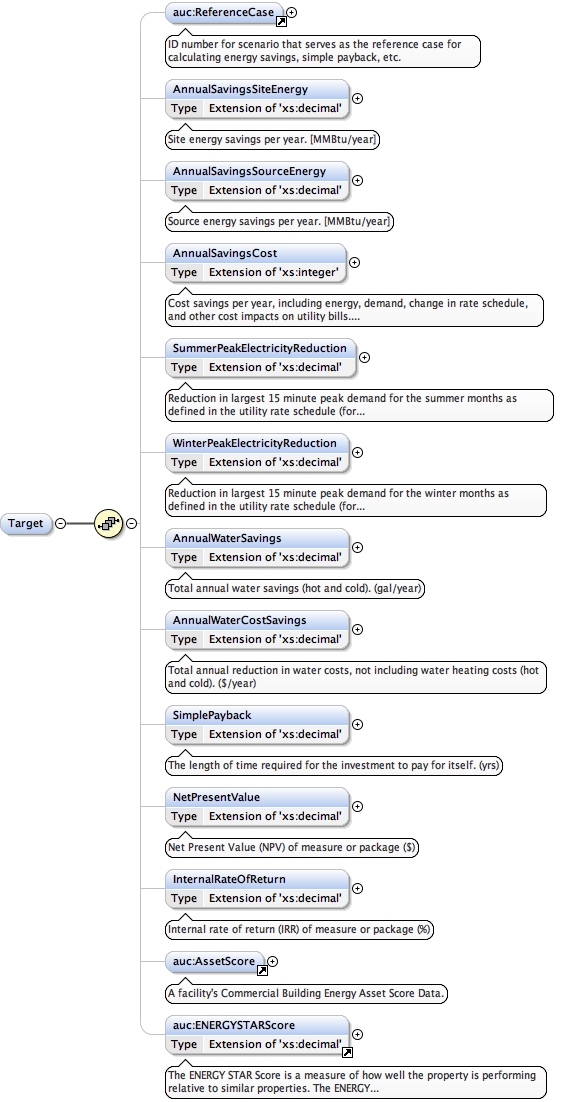 auc:ReferenceCase
ID number for scenario that serves as the reference case for
calculating energy savings, simple payback, etc.
AnnualSavingsSiteEnergy
Type Extension of 'xs:decimal'
Site energy savings per year. [MMBtu/year]
AnnualSavingsSourceEnergy
Type Extension of 'xs:decimal'
Source energy savings per year. [MMBtu/year]
AnnualSavingsCost
Type Extension of 'xs:integer'
Cost savings per year, including energy, demand, change in rate schedule,
and other cost impacts on utility bills....
SummerPeakElectricityReduction
Type Extension of 'xs:decimal'
Reduction in largest 15 minute peak demand for the summer months as
defined in the utility rate schedule (for...
WinterPeakElectricityReduction
Type Extension of 'xs:decimal'
Reduction in largest 15 minute peak demand for the winter months as
defined in the utility rate schedule (for...
Target
AnnualWaterSavings
Type Extension of 'xs:decimal'
Total annual water savings (hot and cold). (gal/year)
AnnualWaterCostSavings
Type Extension of 'xs:decimal'
Total annual reduction in water costs, not including water heating costs (hot
and cold). ($/year)
SimplePayback
Type Extension of 'xs:decimal'
The length of time required for the investment to pay for itself. (yrs)
NetPresentValue
Type Extension of 'xs:decimal'
Net Present Value (NPV) of measure or package ($)
InternalRateOfReturn
Type Extension of 'xs:decimal'
Internal rate of return (IRR) of measure or package (%)
auc:AssetScore
A facility's Commercial Building Energy Asset Score Data.
auc:ENERGYSTARScore
Type Extension of 'xs:decimal'
The ENERGY STAR Score is a measure of how well the property is performing
relative to similar properties. The ENERGY...